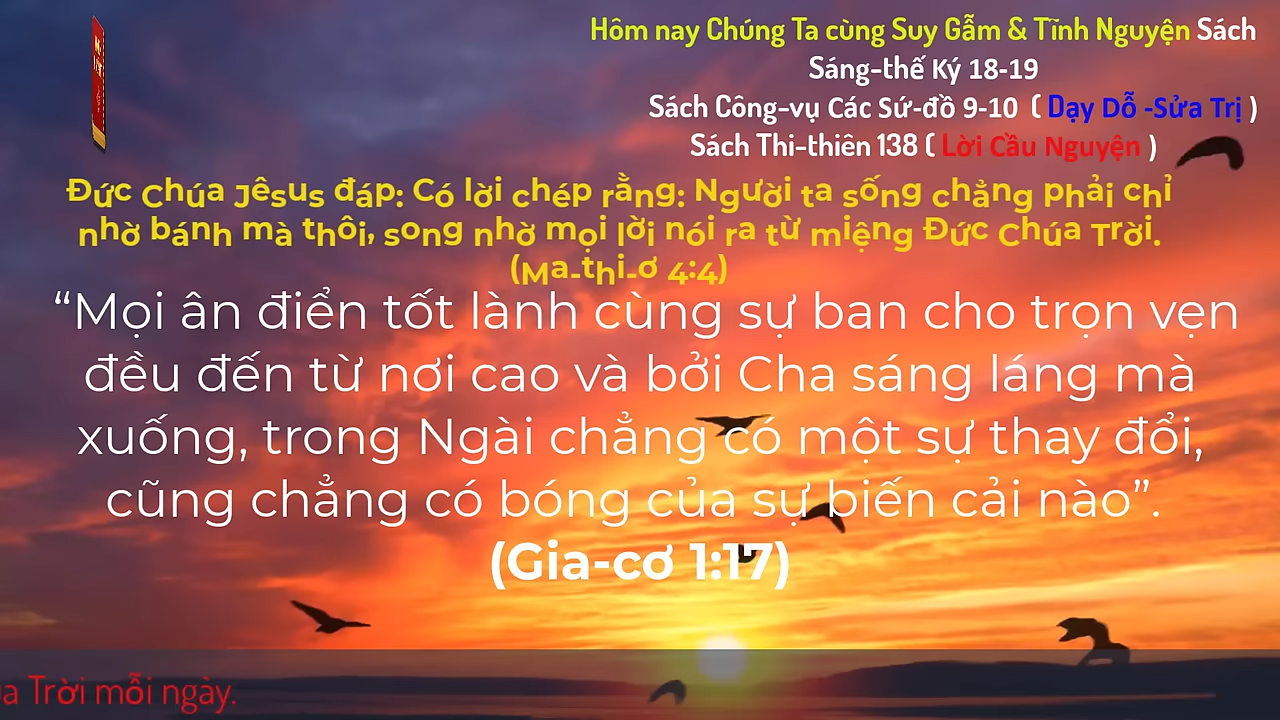 Hôm nay Chúng Ta cùng Suy Gẫm & Tĩnh Nguyện Sách
Sáng-thế Ký 18-19
Sách Công-vụ Các Sứ-đồ 9-10 ( Dạy Dỗ -Sửa Trị )
Sách Thi-thiên 138 ( Lời Cầu Nguyện )
Đức Chúa Jêsus đáp: Có lời chép rằng: Người ta sống chẳng phải chỉ
nhờ bánh mà thôi, song nhờ mọi lời nói ra từ miệng Đức Chúa Trời.
(Ma-thi-ơ 4:4)
“Mọi ân điển tốt lành cùng sự ban cho trọn vẹn
đều đến từ nơi cao và bởi Cha sáng láng mà
xuống, trong Ngài chẳng có một sự thay đổi,
cũng chẳng có bóng của sự biến cải nào”.
(Gia-cơ 1:17)
Trời mỗi ngày.